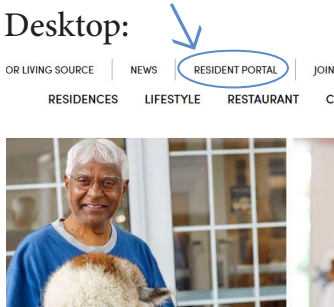 Desktop:
OR LIVING SOURCE NEWS RESIDENT PORTAL JOIN
RESIDENCES LIFESTYLE RESTAURANT C